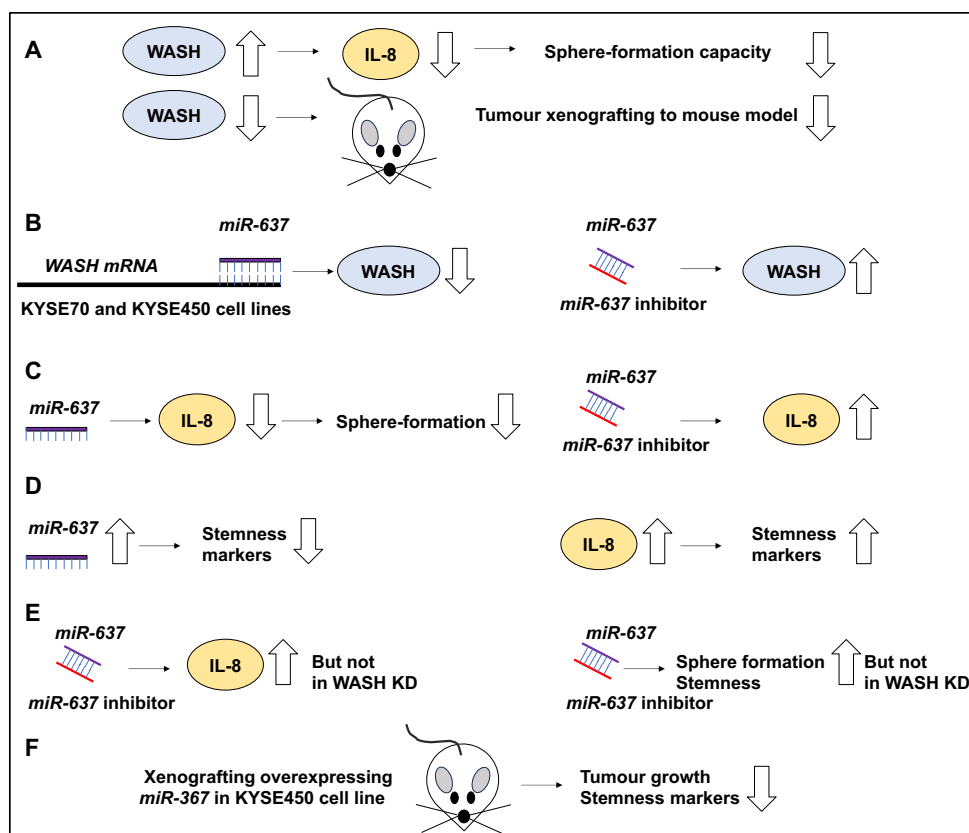 A
WASH
IL-8
Sphere-formation capacity
WASH
Tumour xenografting to mouse model
B
miR-637
WASH mRNA
WASH
KYSE70 and KYSE450 cell lines
miR-637
miR-637 inhibitor
WASH
C
miR-637
IL-8
Sphere-formation
miR-637
miR-637 inhibitor
IL-8
D
miR-637
Stemness
markers
IL-8
Stemness
markers
E
miR-637
miR-637 inhibitor
IL-8
But not
in WASH KD
miR-637
miR-637 inhibitor
Sphere formation
Stemness
But not
in WASH KD
F
Xenografting overexpressing
miR-367 in KYSE450 cell line
Tumour growth
Stemness markers